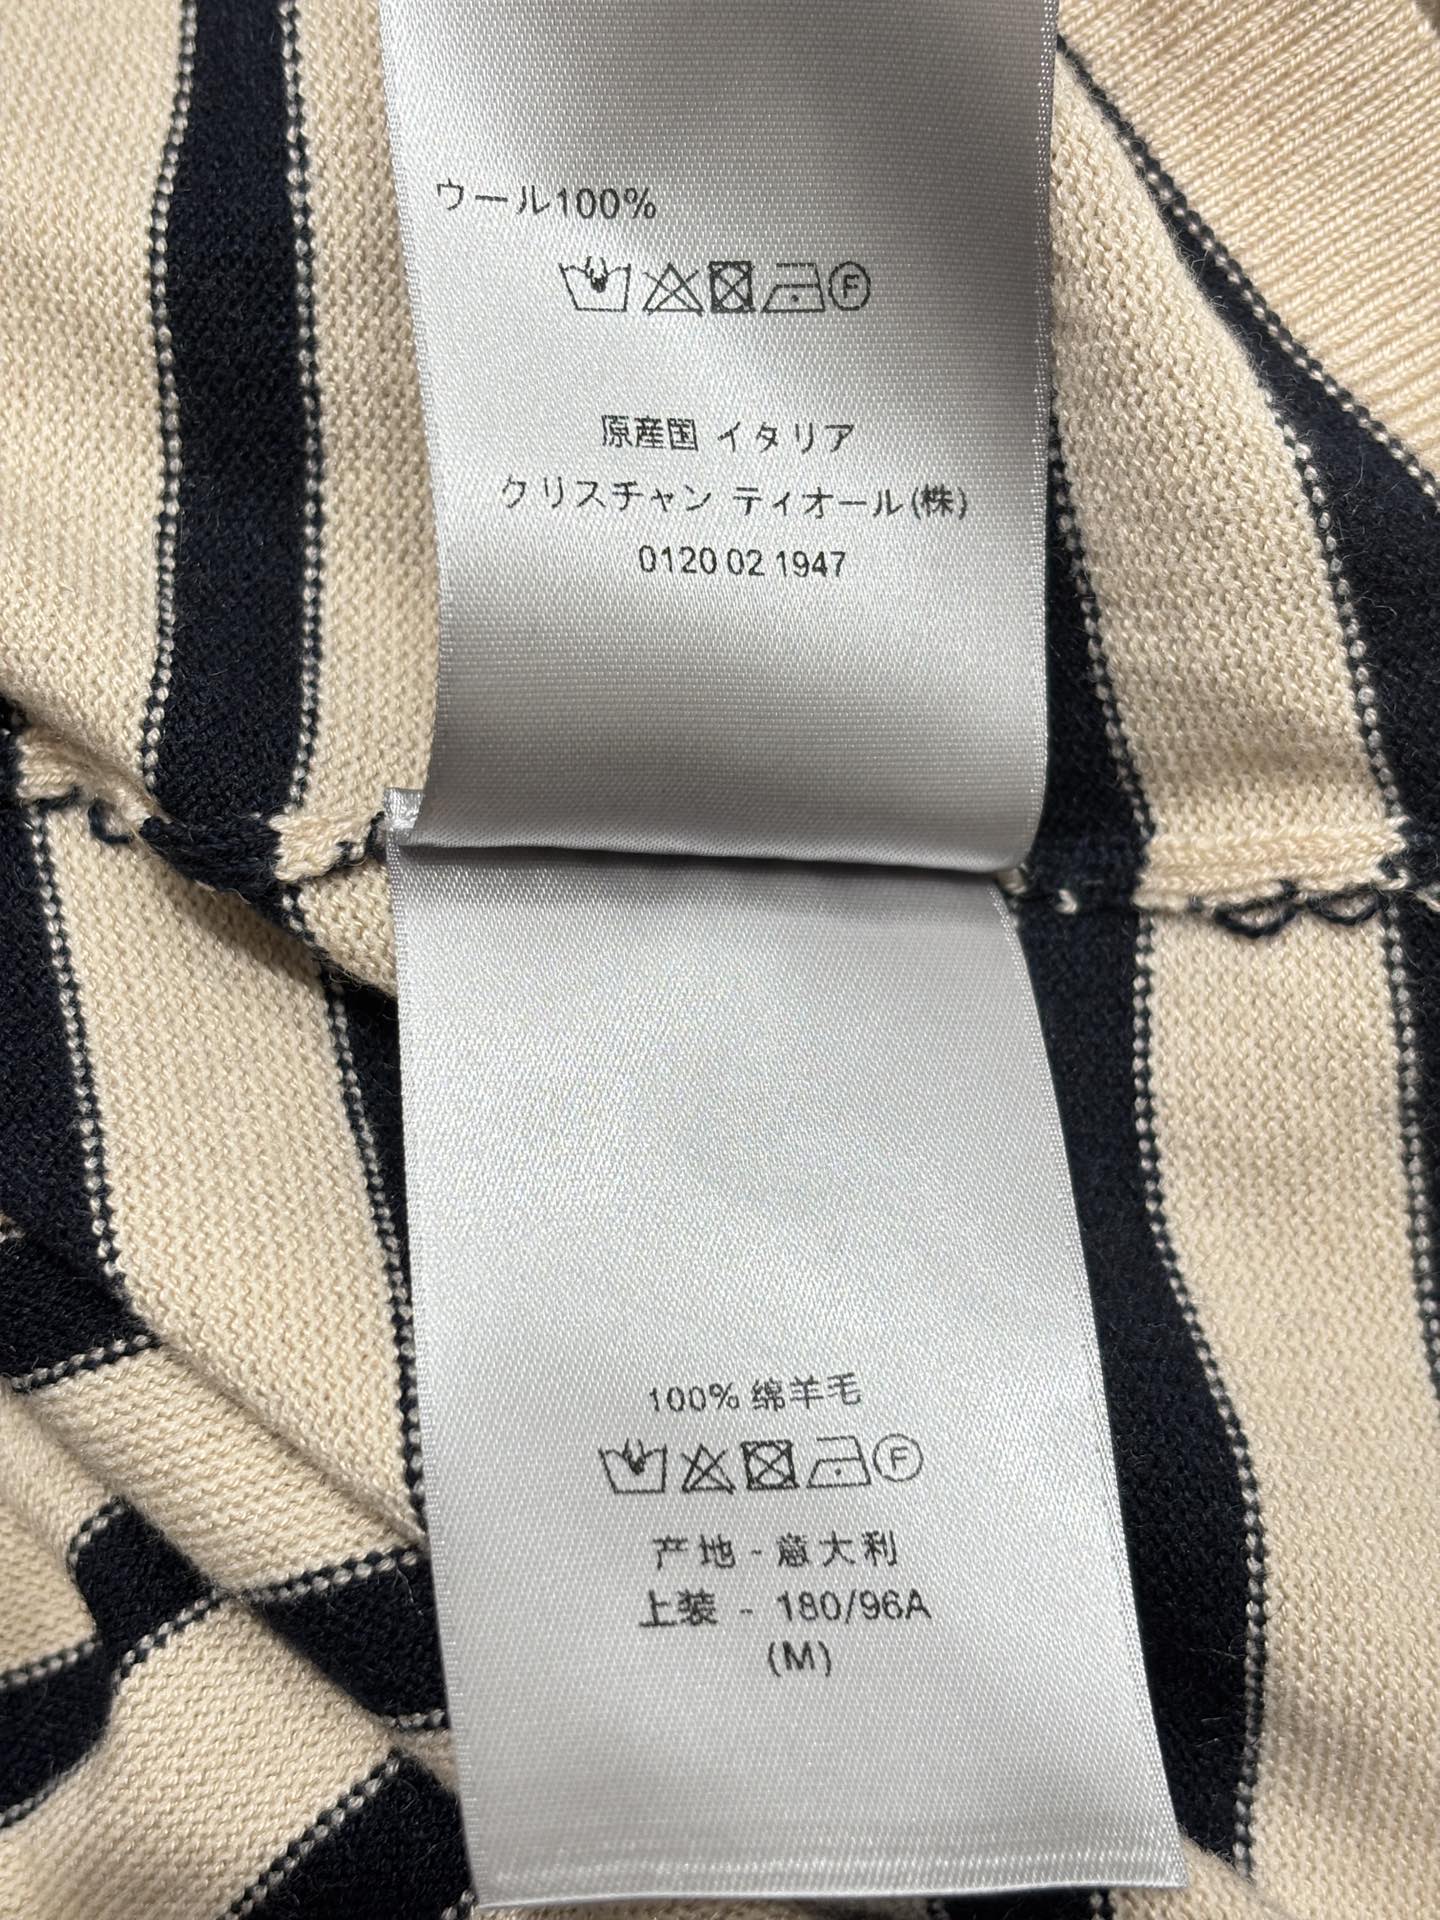 ウール100%
F
原産国 イタリア
クリスチャン ティオール(株)
0120 02 1947
100% 绵羊毛
F
产地-意大利
上装 - 180/96A
(M)